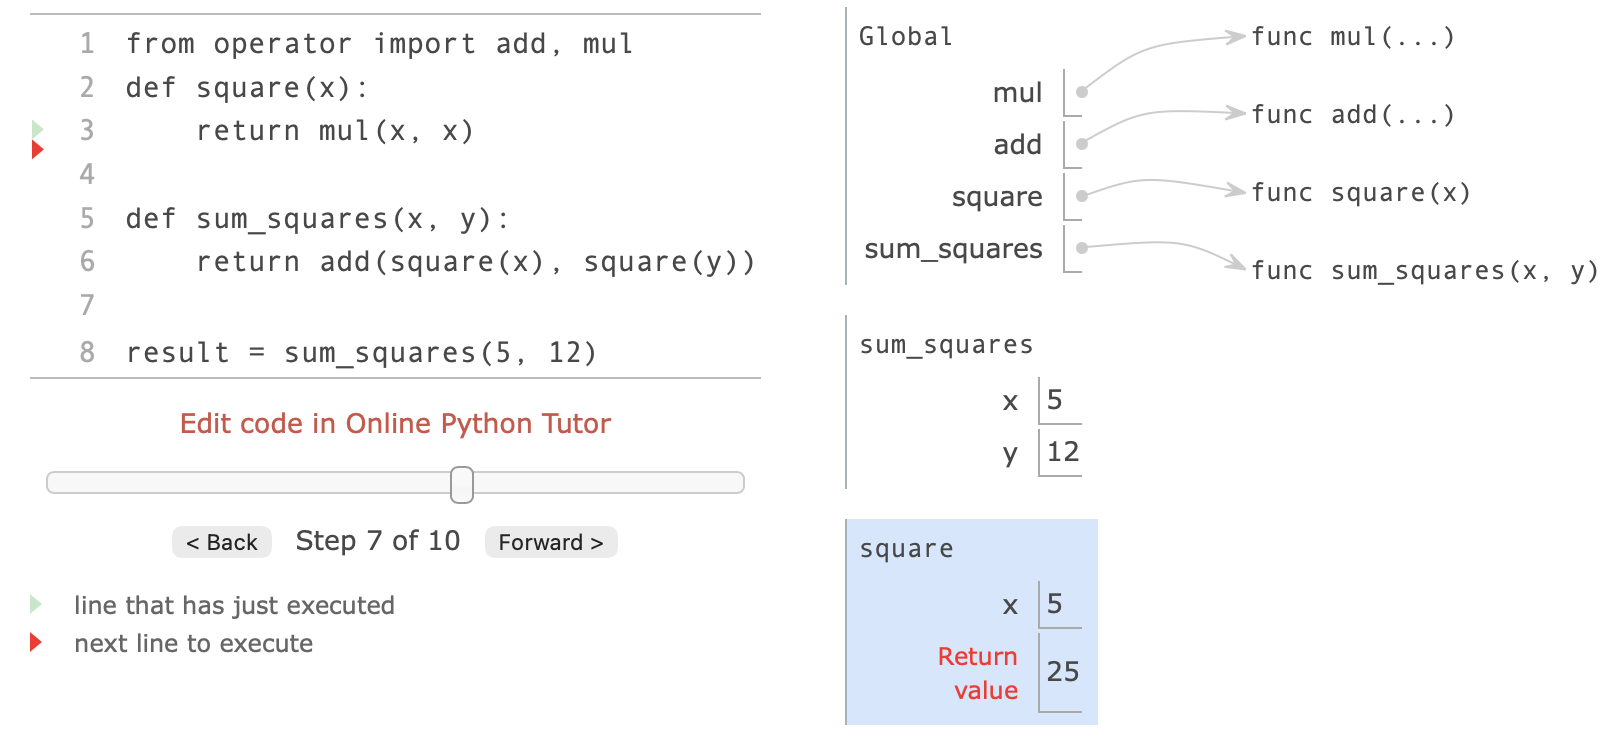 1 from operator import add, mul
2 def square(x):
3     return mul(x, x)
4
5 def sum_squares(x, y):
6     return add(square(x), square(y))
7
8 result = sum_squares(5, 12)
Edit code in Online Python Tutor
< Back Step 7 of 10 Forward >
line that has just executed
next line to execute
Global
mul
add
square
sum_squares
func mul(...)
func add(...)
func square(x)
func sum_squares(x, y)
sum_squares
x 5
y 12
square
x 5
Return
value 25